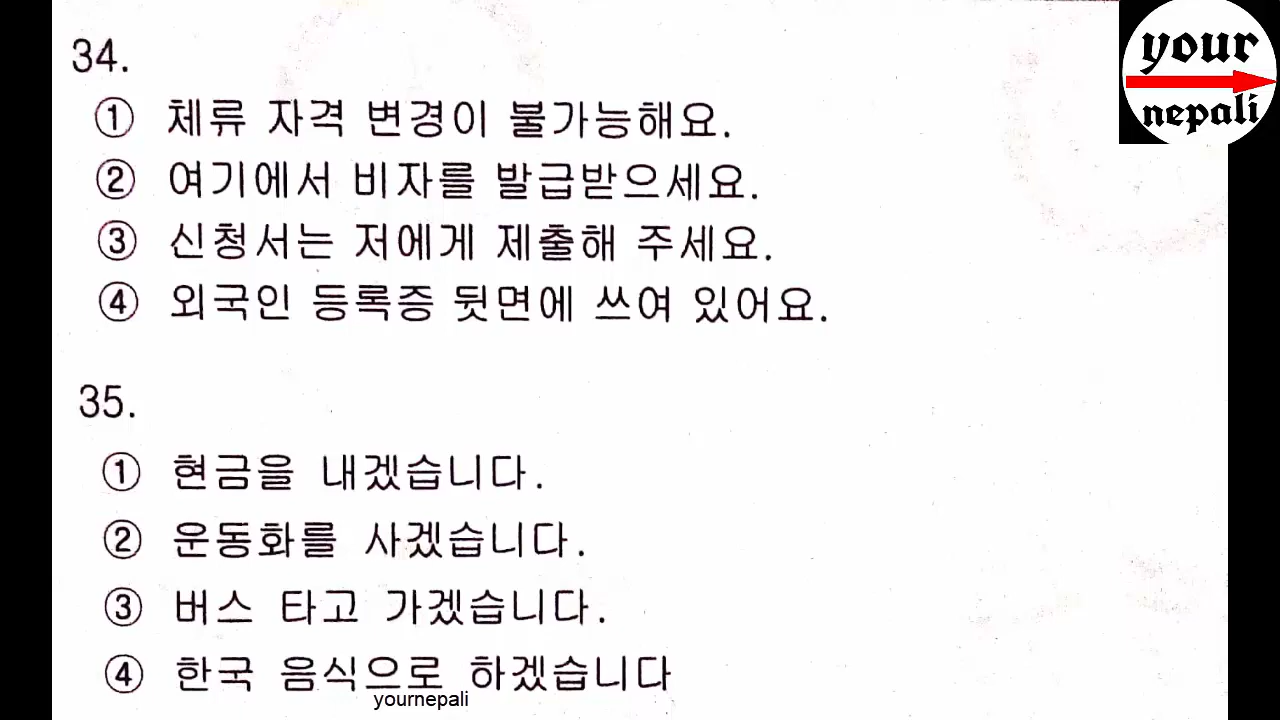 your
nepali
34.
① 체류 자격 변경이 불가능해요.
② 여기에서 비자를 발급받으세요.
③ 신청서는 저에게 제출해 주세요.
④ 외국인 등록증 뒷면에 쓰여 있어요.
35.
① 현금을 내겠습니다.
② 운동화를 사겠습니다.
③ 버스 타고 가겠습니다.
④ 한국 음식으로 하겠습니다
yournepali